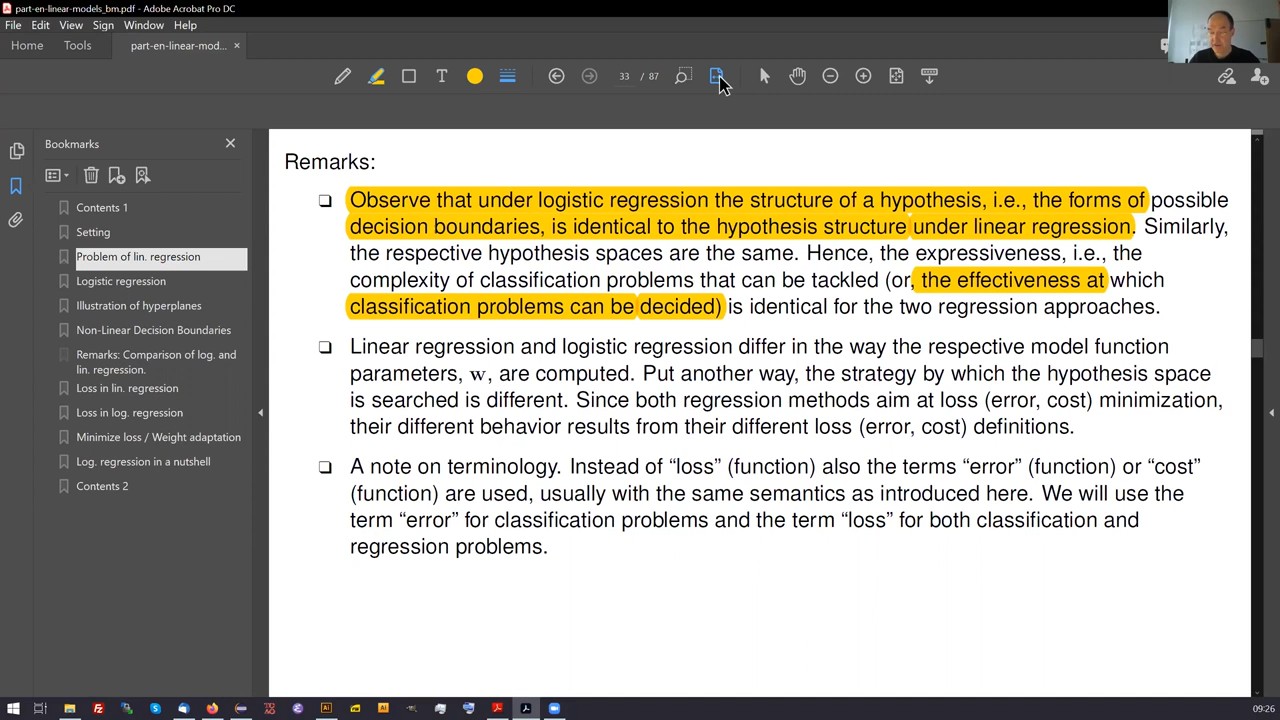 part-en-linear-models_bm.pdf - Adobe Acrobat Pro DC
File Edit View Sign Window Help
Home Tools part-en-linear-mod... ×
33 / 87
Bookmarks
Contents 1
Setting
Problem of lin. regression
Logistic regression
Illustration of hyperplanes
Non-Linear Decision Boundaries
Remarks: Comparison of log. and
lin. regression.
Loss in lin. regression
Loss in log. regression
Minimize loss / Weight adaptation
Log. regression in a nutshell
Contents 2
Remarks:
❑ Observe that under logistic regression the structure of a hypothesis, i.e., the forms of possible
decision boundaries, is identical to the hypothesis structure under linear regression. Similarly,
the respective hypothesis spaces are the same. Hence, the expressiveness, i.e., the
complexity of classification problems that can be tackled (or, the effectiveness at which
classification problems can be decided) is identical for the two regression approaches.
❑ Linear regression and logistic regression differ in the way the respective model function
parameters, w, are computed. Put another way, the strategy by which the hypothesis space
is searched is different. Since both regression methods aim at loss (error, cost) minimization,
their different behavior results from their different loss (error, cost) definitions.
❑ A note on terminology. Instead of “loss” (function) also the terms “error” (function) or “cost”
(function) are used, usually with the same semantics as introduced here. We will use the
term “error” for classification problems and the term “loss” for both classification and
regression problems.
09:26